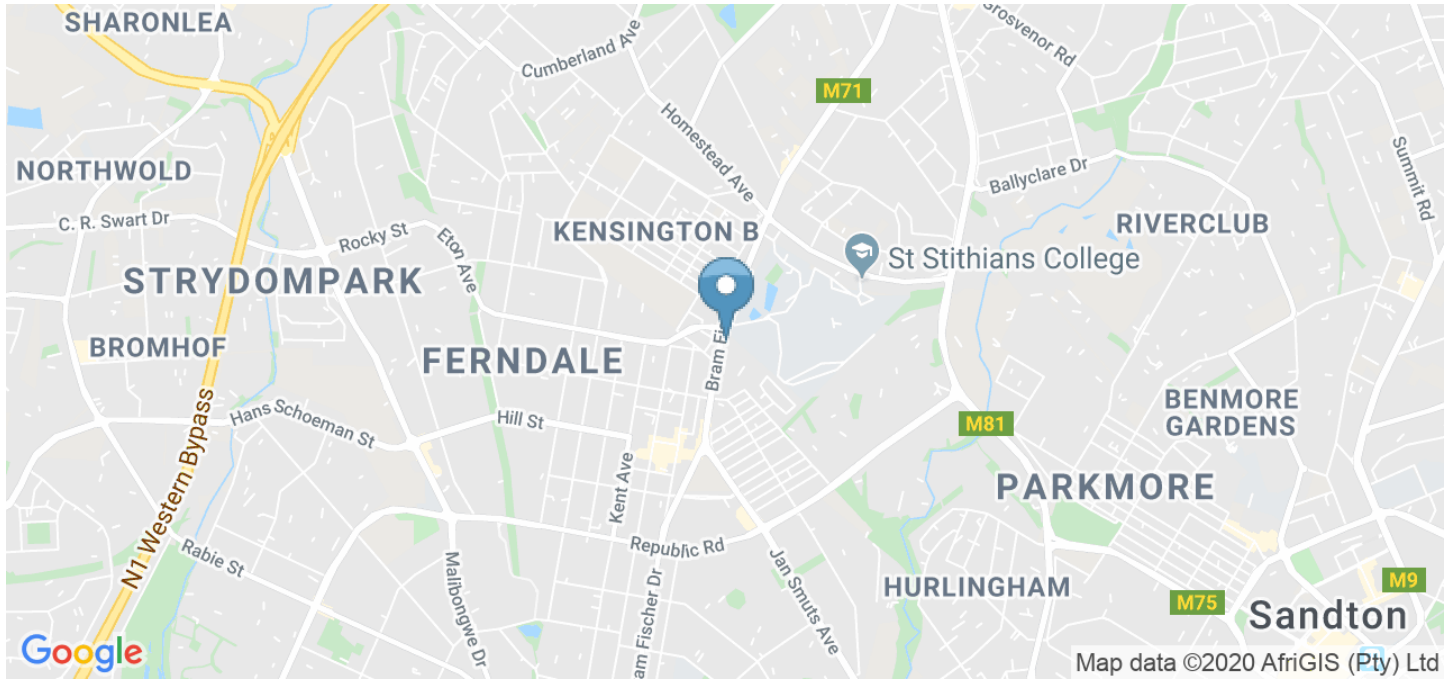 SHARONLEA
Cumberland Ave
Grosvenor Rd
M71
Homestead Ave
Summit Rd
NORTHWOLD
Ballyclare Dr
C. R. Swart Dr
Rocky St
Eton Ave
KENSINGTON B
RIVERCLUB
St Stithians College
STRYDOMPARK
BROMHOF
FERNDALE
Bram Fi
BENMORE
GARDENS
Hans Schoeman St
Hill St
M81
N1 Western Bypass
Kent Ave
PARKMORE
Rabie St
Republic Rd
Malibongwe Dr
am Fischer Dr
Jan Smuts Ave
HURLINGHAM
M9
M75
Sandton
Google
Map data ©2020 AfriGIS (Pty) Ltd